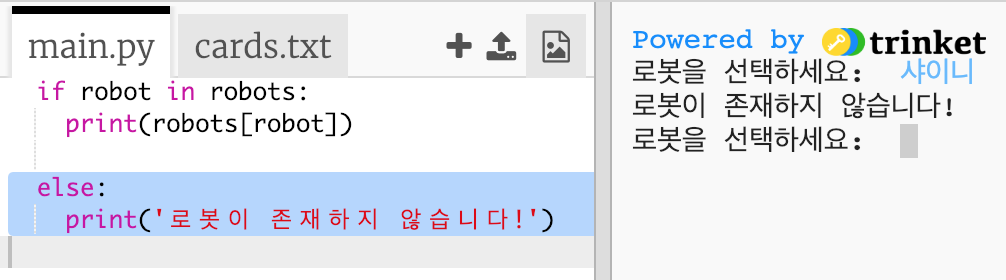 main.py
cards.txt
if robot in robots:
print(robots[robot])
else:
print('로봇이 존재하지 않습니다!')
Powered by trinket
로봇을 선택하세요: 샤이니
로봇이 존재하지 않습니다!
로봇을 선택하세요: